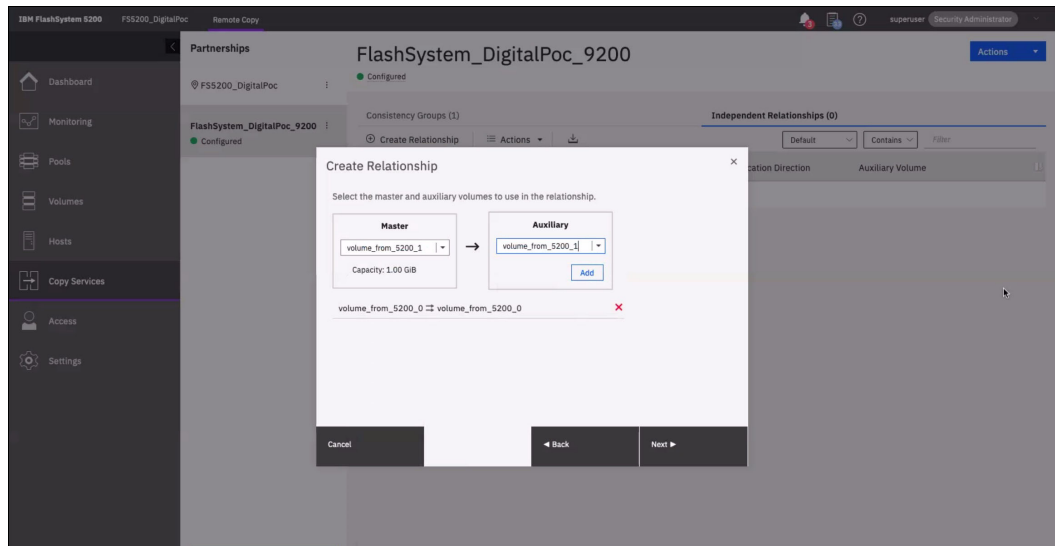 IBM FlashSystem 5200 FS5200_DigitalPoc Remote Copy superuser Security Administrator
Partnerships
FS5200_DigitalPoc
FlashSystem_DigitalPoc_9200
Configured
Dashboard
Monitoring
Pools
Volumes
Hosts
Copy Services
Access
Settings
FlashSystem_DigitalPoc_9200
Configured
Actions
Consistency Groups (1) Independent Relationships (0)
Create Relationship Actions Default Contains Filter
cation Direction Auxiliary Volume
Create Relationship
Select the master and auxiliary volumes to use in the relationship.
Master
volume_from_5200_1
Capacity: 1.00 GiB
Auxiliary
volume_from_5200_1
Add
volume_from_5200_0 volume_from_5200_0
Cancel Back Next